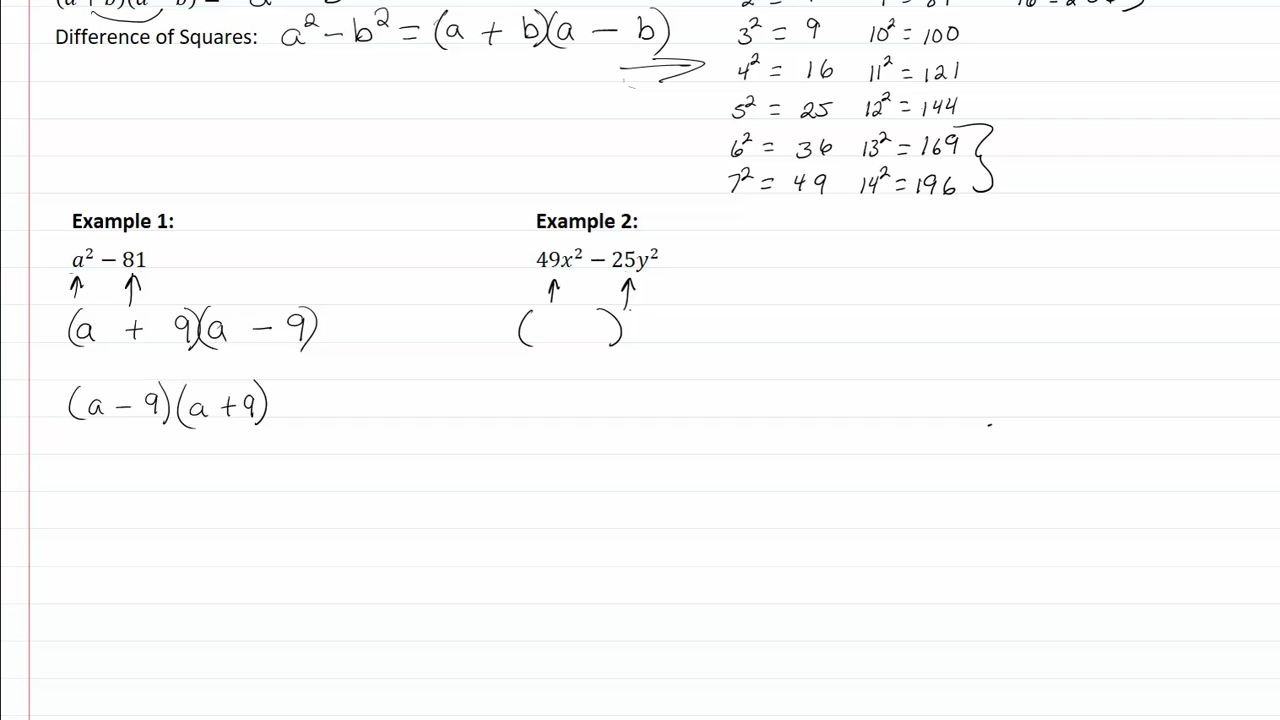 Difference of Squares: a² - b² = (a + b)(a - b)
3² = 9 10² = 100
4² = 16 11² = 121
5² = 25 12² = 144
6² = 36 13² = 169
7² = 49 14² = 196
Example 1:
a² − 81
(a + 9)(a - 9)
(a - 9)(a + 9)
Example 2:
49x² − 25y²
( )